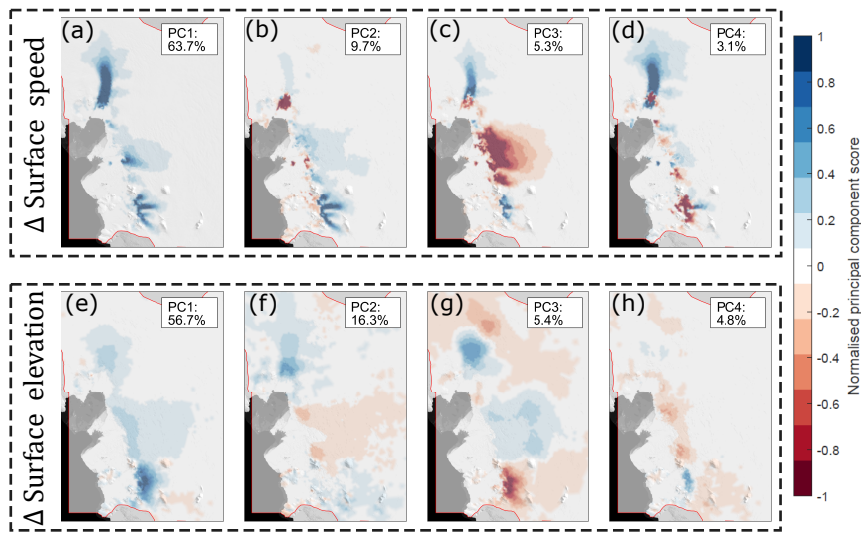 Δ Surface speed
(a)
PC1:
63.7%
(b)
PC2:
9.7%
(c)
PC3:
5.3%
(d)
PC4:
3.1%
Δ Surface elevation
(e)
PC1:
56.7%
(f)
PC2:
16.3%
(g)
PC3:
5.4%
(h)
PC4:
4.8%
1
0.8
0.6
0.4
0.2
0
-0.2
-0.4
-0.6
-0.8
-1
Normalised principal component score